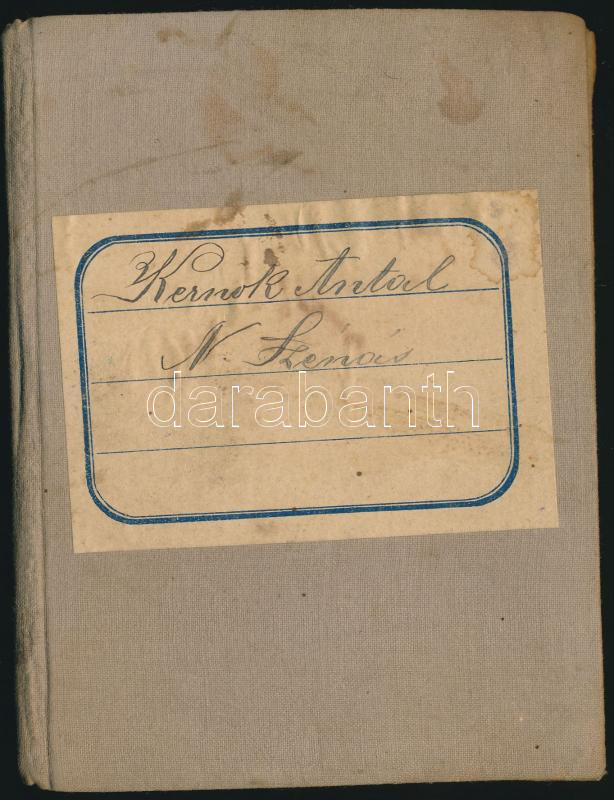 Kernok Antal
N. Szénás
darabanth